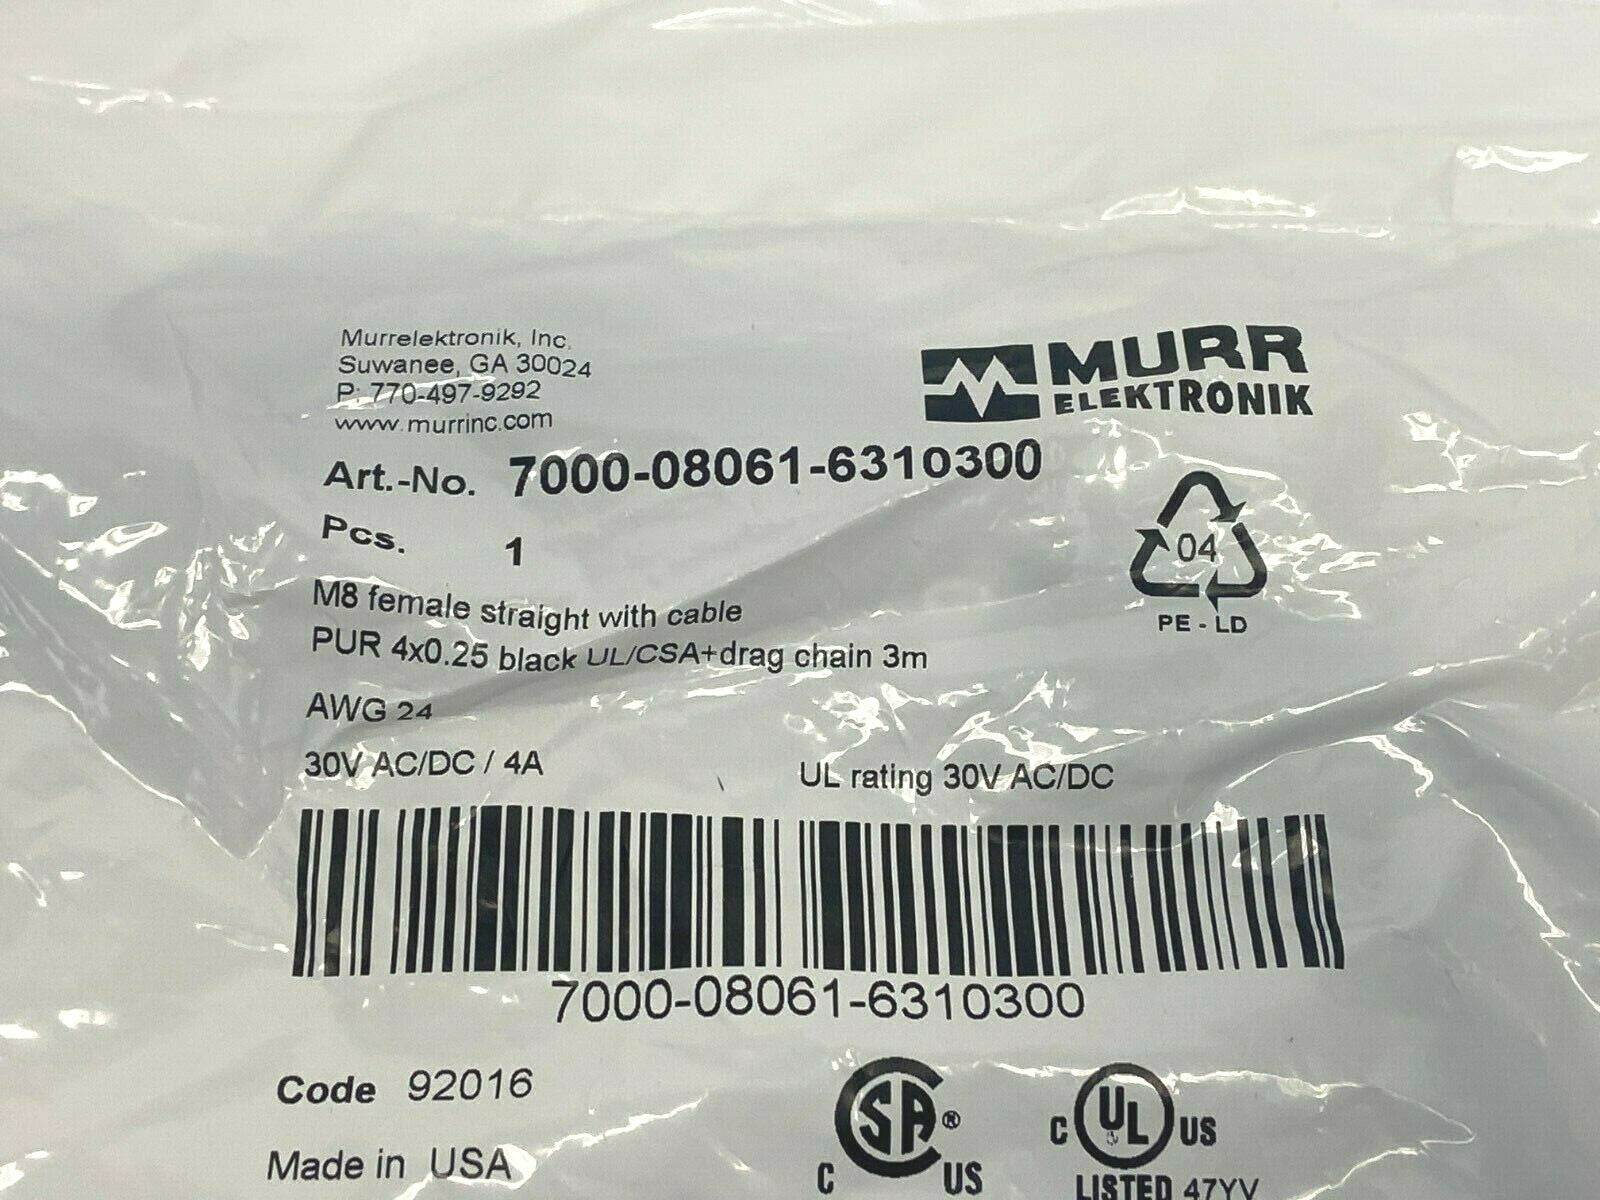 Murrelektronik, Inc.
Suwanee, GA 30024
P: 770-497-9292
www.murrinc.com
MURR
ELEKTRONIK
Art.-No. 7000-08061-6310300
Pcs. 1
04
PE - LD
M8 female straight with cable
PUR 4x0.25 black UL/CSA+drag chain 3m
AWG 24
30V AC/DC / 4A
UL rating 30V AC/DC
7000-08061-6310300
Code 92016
Made in USA
C SA ® US
C UL US
LISTED 47YV